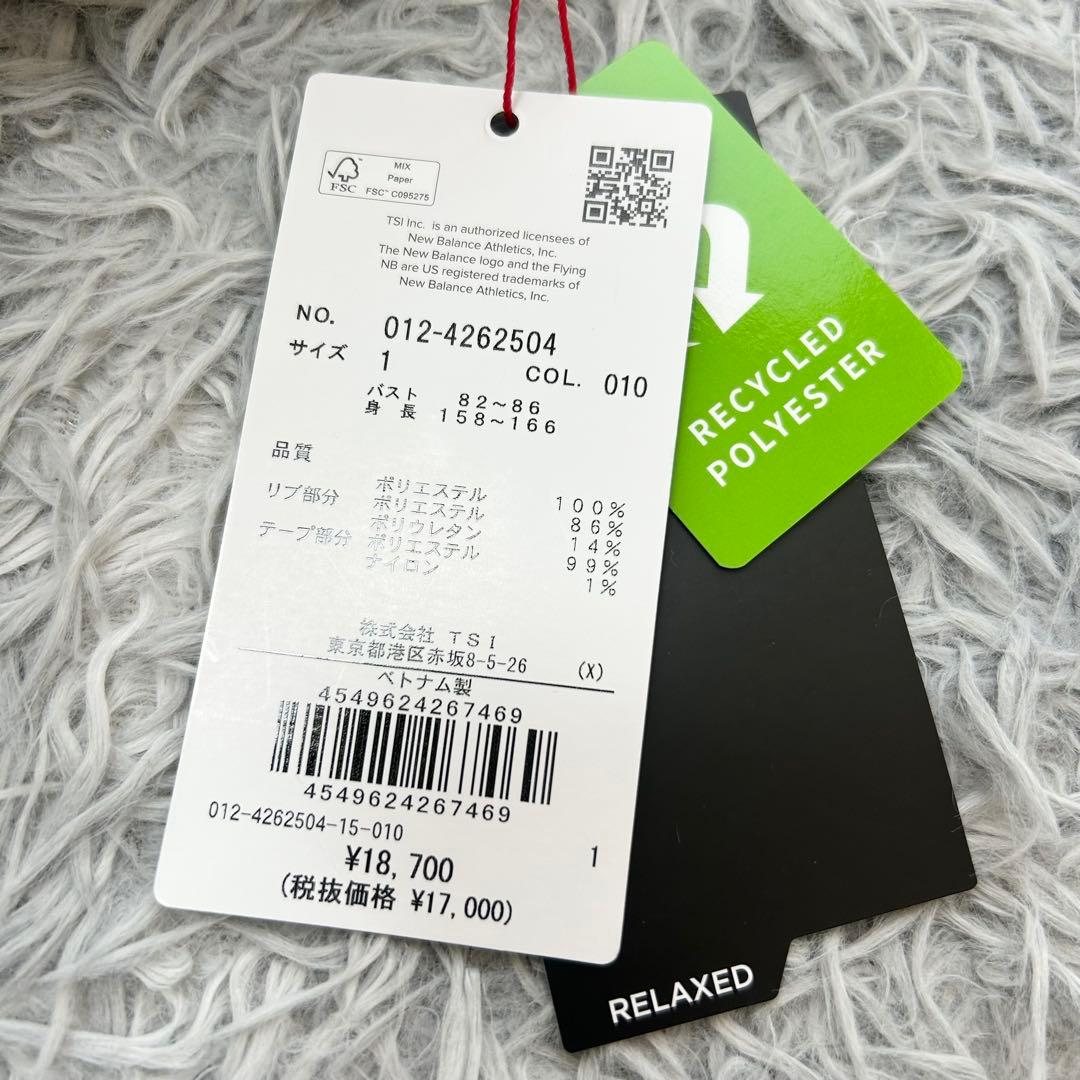 MIX
Paper
FSC™ C095275
FSC
TSI Inc. is an authorized licensees of
New Balance Athletics, Inc.
The New Balance logo and the Flying
NB are US registered trademarks of
New Balance Athletics, Inc.
NO. 012-4262504
サイズ 1 COL. 010
バスト 82~86
身長 158~166
品質
ポリエステル 100%
リブ部分 ポリエステル 86%
ポリウレタン 14%
テープ部分 ポリエステル 99%
ナイロン 1%
株式会社 TSI
東京都港区赤坂8-5-26 (X)
ベトナム製
4549624267469
4549624267469
012-4262504-15-010
¥18,700 1
(税抜価格 ¥17,000)
RECYCLED
POLYESTER
RELAXED